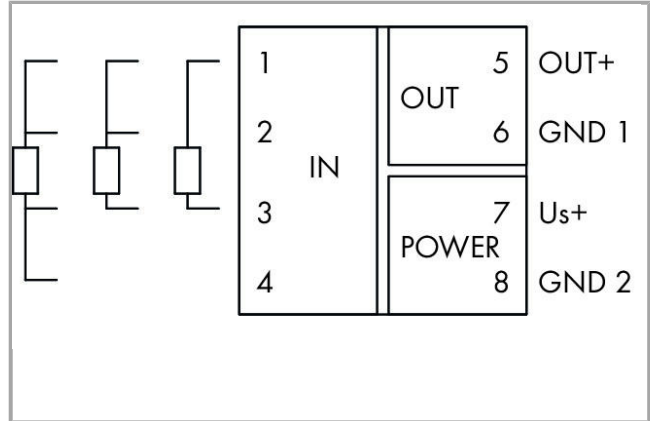 1 5 OUT+
OUT
2 6 GND 1
IN
3 7 Us+
POWER
4 8 GND 2